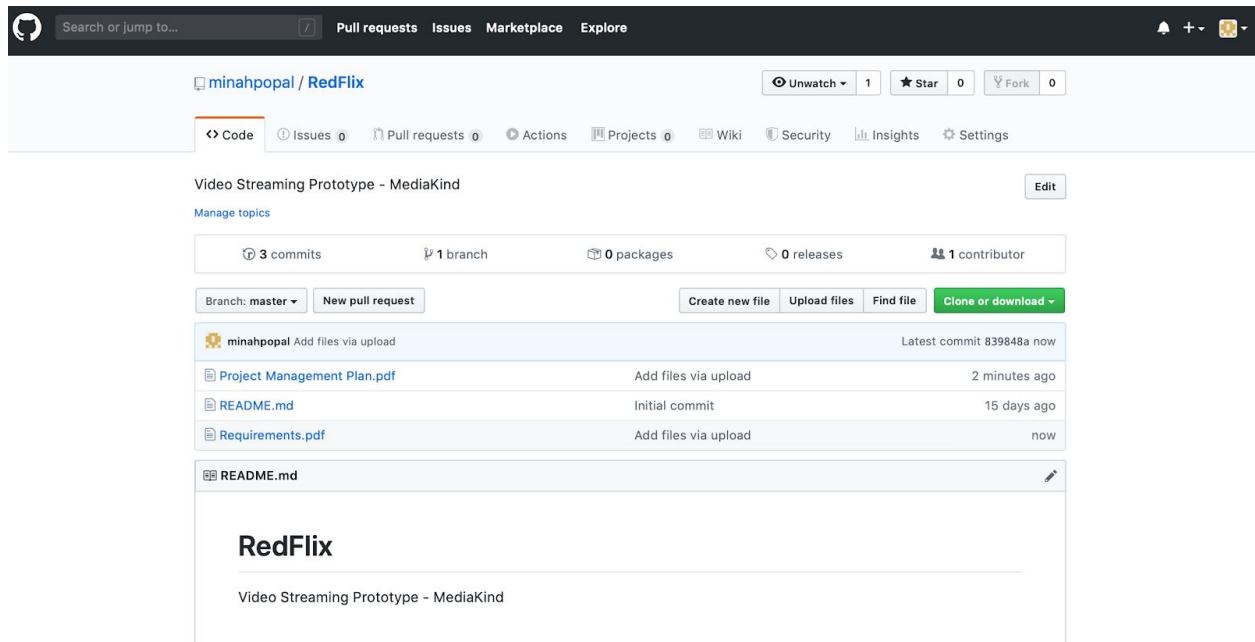 Search or jump to... / Pull requests Issues Marketplace Explore
minahpopal / RedFlix Unwatch 1 Star 0 Fork 0
Code Issues 0 Pull requests 0 Actions Projects 0 Wiki Security Insights Settings
Video Streaming Prototype - MediaKind Edit
Manage topics
3 commits 1 branch 0 packages 0 releases 1 contributor
Branch: master New pull request Create new file Upload files Find file Clone or download
minahpopal Add files via upload Latest commit 839848a now
Project Management Plan.pdf Add files via upload 2 minutes ago
README.md Initial commit 15 days ago
Requirements.pdf Add files via upload now
README.md
RedFlix
Video Streaming Prototype - MediaKind